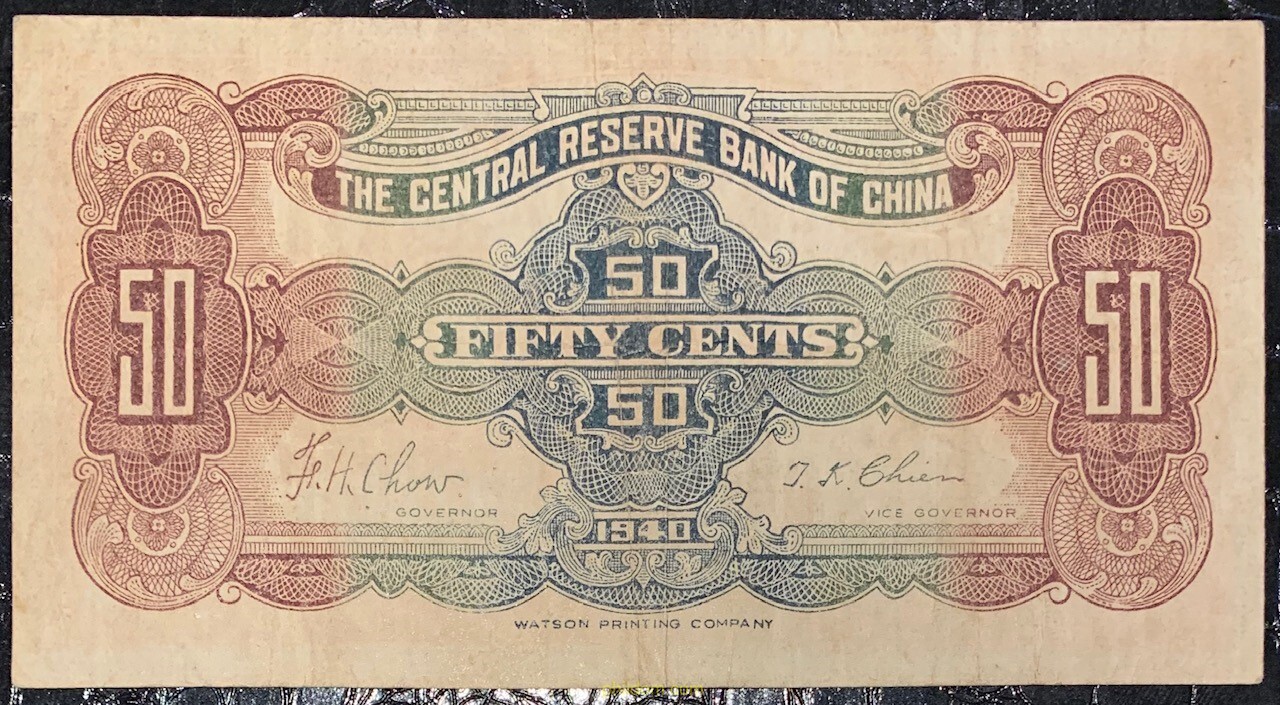 THE CENTRAL RESERVE BANK OF CHINA
50
50 FIFTY CENTS 50
50
F. H. Chow T. K. Chien
GOVERNOR VICE GOVERNOR
1940
WATSON PRINTING COMPANY